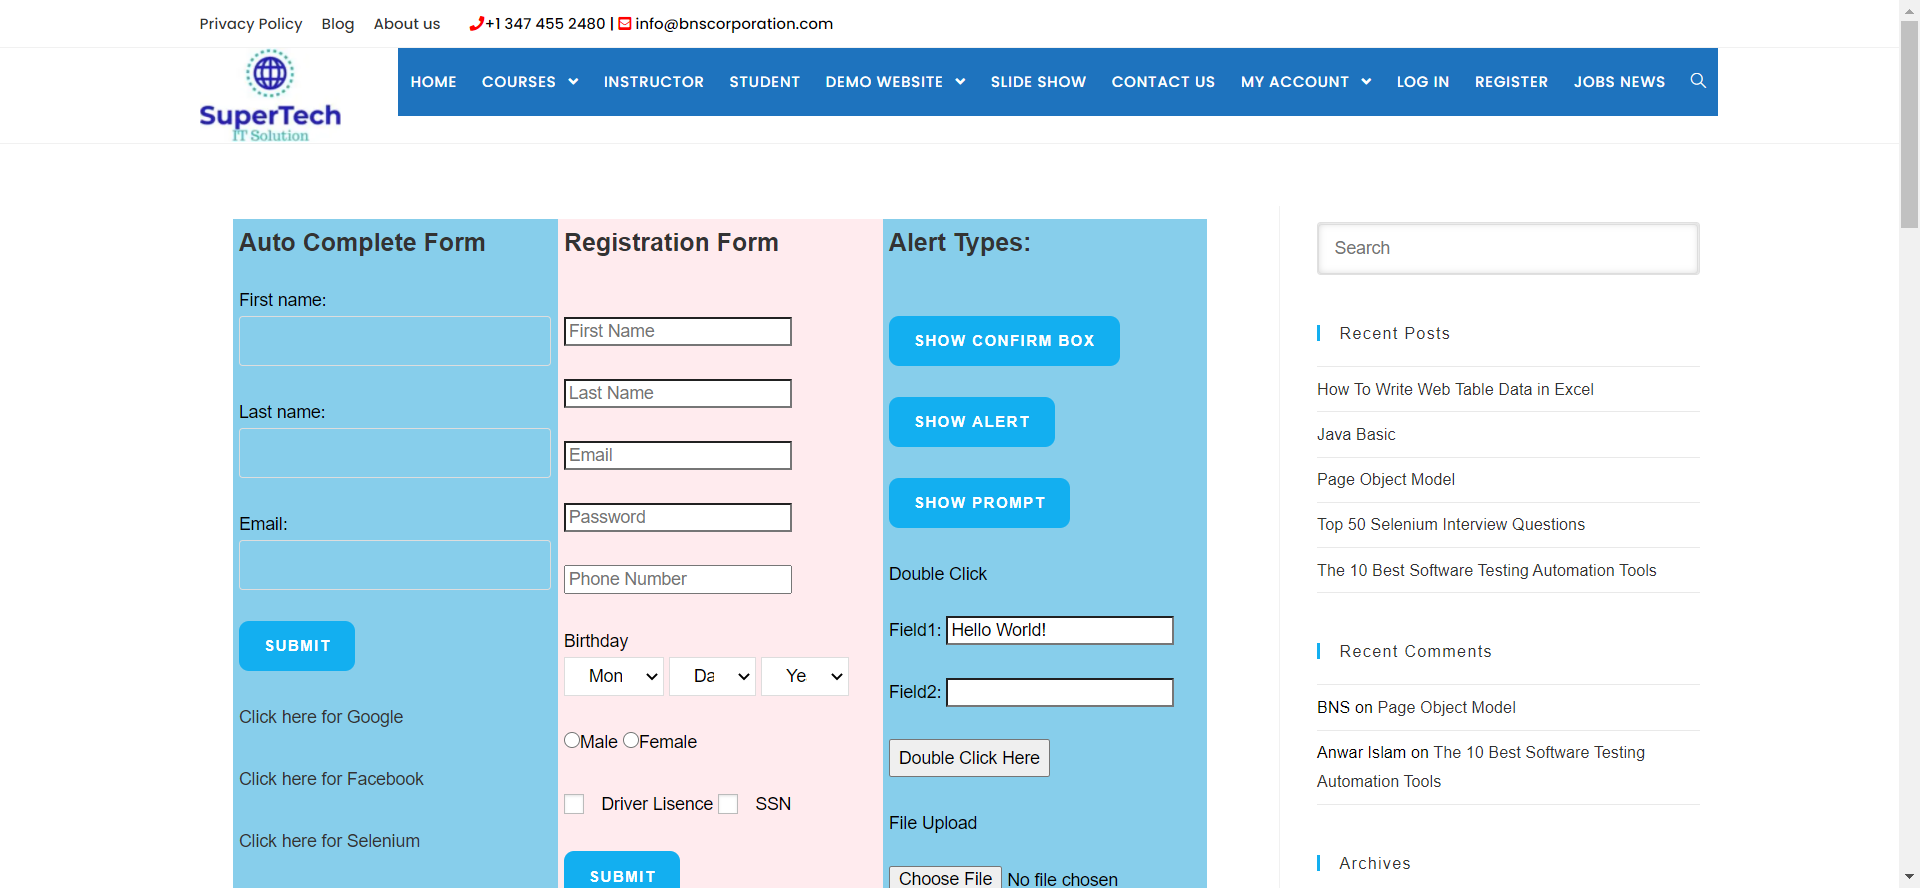 Privacy Policy Blog About us +1 347 455 2480 | info@bnscorporation.com
SuperTech
IT Solution
HOME COURSES INSTRUCTOR STUDENT DEMO WEBSITE SLIDE SHOW CONTACT US MY ACCOUNT LOG IN REGISTER JOBS NEWS
Auto Complete Form
First name:
Last name:
Email:
SUBMIT
Click here for Google
Click here for Facebook
Click here for Selenium
Registration Form
First Name
Last Name
Email
Password
Phone Number
Birthday
Mon Da Ye
Male Female
Driver Lisence SSN
SUBMIT
Alert Types:
SHOW CONFIRM BOX
SHOW ALERT
SHOW PROMPT
Double Click
Field1: Hello World!
Field2:
Double Click Here
File Upload
Choose File No file chosen
Search
Recent Posts
How To Write Web Table Data in Excel
Java Basic
Page Object Model
Top 50 Selenium Interview Questions
The 10 Best Software Testing Automation Tools
Recent Comments
BNS on Page Object Model
Anwar Islam on The 10 Best Software Testing
Automation Tools
Archives